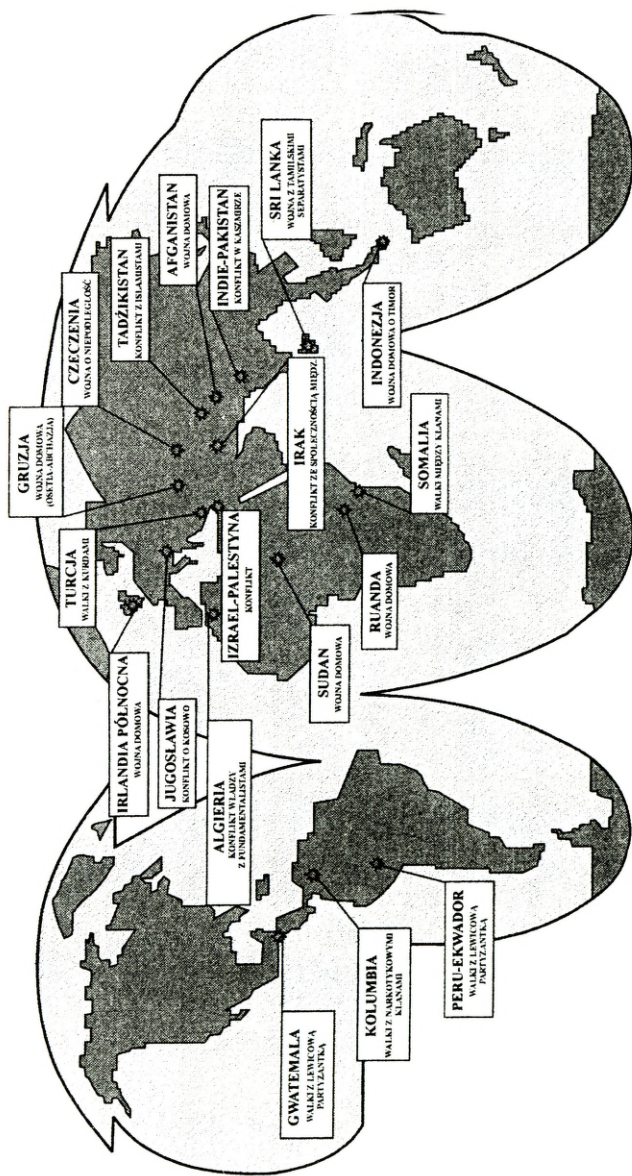 GRUZJA
WOJNA DOMOWA
(OSETIA-ABCHAZJA)
CZECZENIA
WOJNA O NIEPODLEGŁOŚĆ
TADŻIKISTAN
KONFLIKT Z ISLAMISTAMI
AFGANISTAN
WOJNA DOMOWA
INDIE-PAKISTAN
KONFLIKT W KASZMIRZE
SRI LANKA
WOJNA Z TAMILSKIMI
SEPARATYSTAMI
TURCJA
WALKI Z KURDAMI
IRLANDIA PÓŁNOCNA
WOJNA DOMOWA
JUGOSŁAWIA
KONFLIKT O KOSOWO
ALGIERIA
KONFLIKT WŁADZY
Z FUNDAMENTALISTAMI
IZRAEL-PALESTYNA
KONFLIKT
IRAK
KONFLIKT ZE SPOŁECZNOŚCIĄ MIĘDZ
INDONEZJA
WOJNA DOMOWA O TIMOR
SUDAN
WOJNA DOMOWA
RUANDA
WOJNA DOMOWA
SOMALIA
WALKI MIĘDZY KLANAMI
GWATEMALA
WALKI Z LEWICOWĄ
PARTYZANTKĄ
KOLUMBIA
WALKI Z NARKOTYKOWYMI
KLANAMI
PERU-EKWADOR
WALKI Z LEWICOWĄ
PARTYZANTKĄ